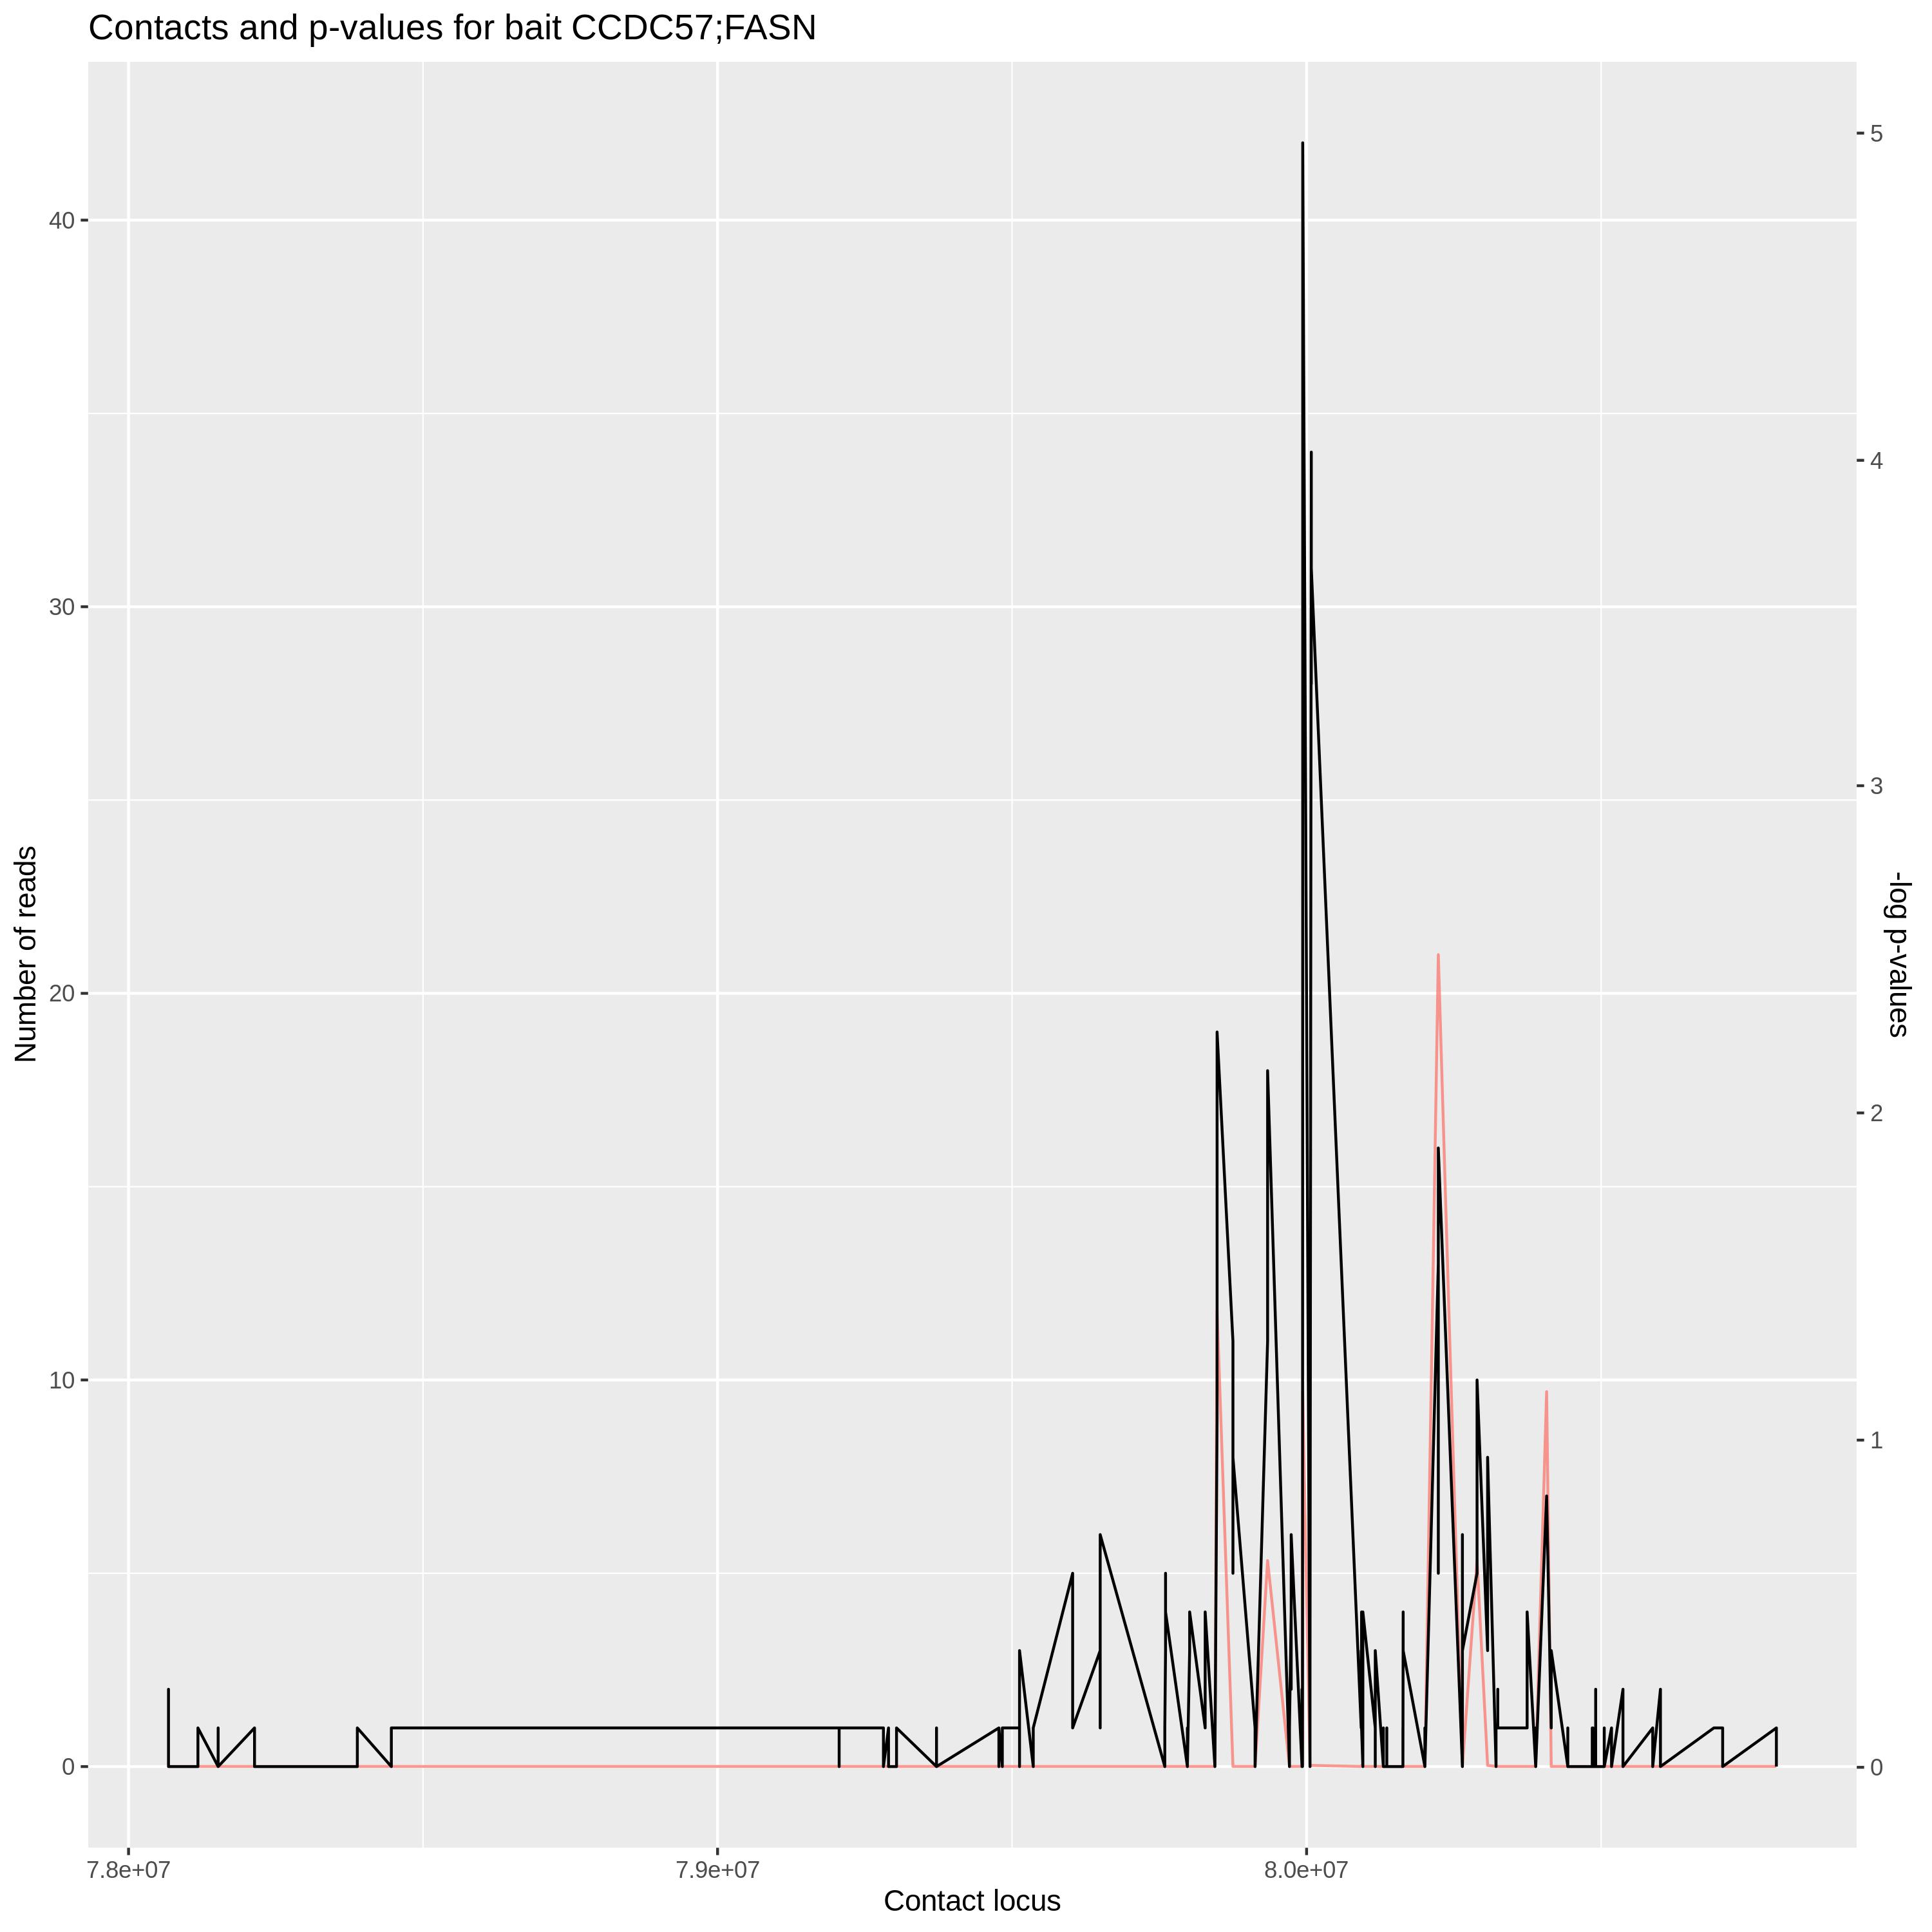 Contacts and p-values for bait CCDC57;FASN
Number of reads
40
30
20
10
0
5
4
3
2
1
0
-log p-values
7.8e+07
7.9e+07
8.0e+07
Contact locus